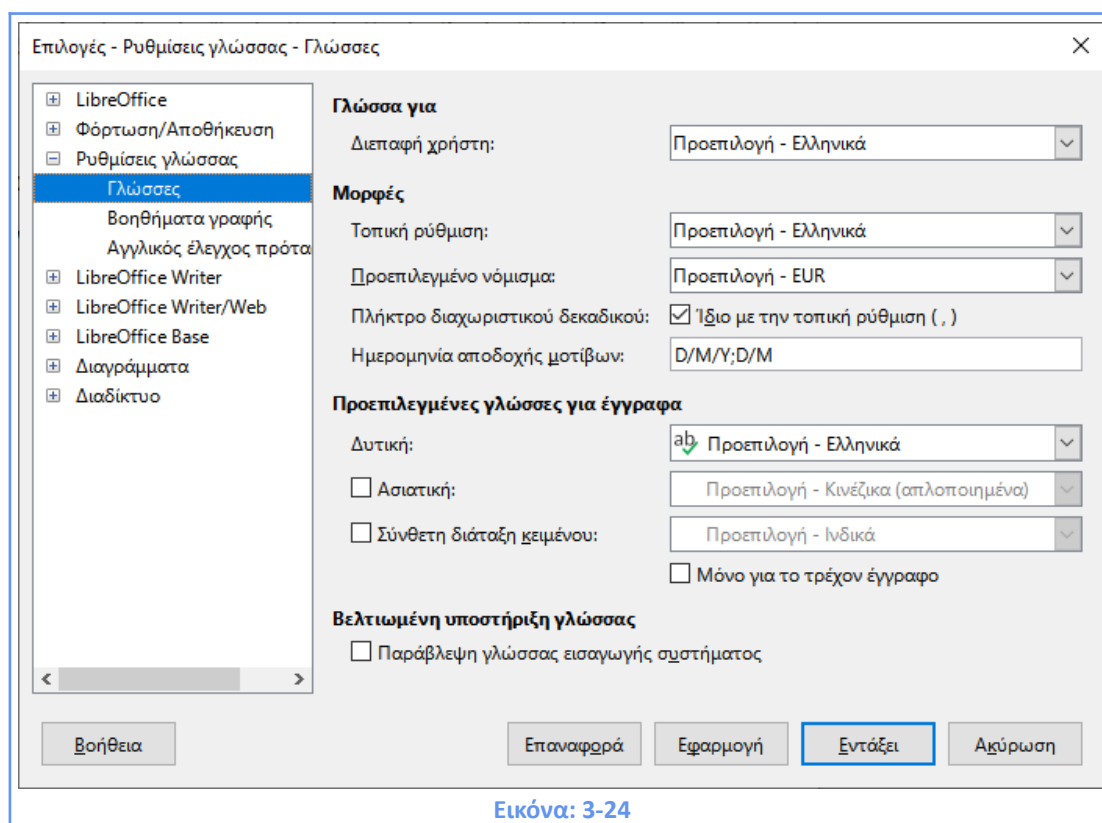 Επιλογές - Ρυθμίσεις γλώσσας - Γλώσσες
LibreOffice
Φόρτωση/Αποθήκευση
Ρυθμίσεις γλώσσας
Γλώσσες
Βοηθήματα γραφής
Αγγλικός έλεγχος πρότα
LibreOffice Writer
LibreOffice Writer/Web
LibreOffice Base
Διαγράμματα
Διαδίκτυο
Γλώσσα για
Διεπαφή χρήστη: Προεπιλογή - Ελληνικά
Μορφές
Τοπική ρύθμιση: Προεπιλογή - Ελληνικά
Προεπιλεγμένο νόμισμα: Προεπιλογή - EUR
Πλήκτρο διαχωριστικού δεκαδικού: Ίδιο με την τοπική ρύθμιση ( , )
Ημερομηνία αποδοχής μοτίβων: D/M/Y;D/M
Προεπιλεγμένες γλώσσες για έγγραφα
Δυτική: ab Προεπιλογή - Ελληνικά
Ασιατική: Προεπιλογή - Κινέζικα (απλοποιημένα)
Σύνθετη διάταξη κειμένου: Προεπιλογή - Ινδικά
Μόνο για το τρέχον έγγραφο
Βελτιωμένη υποστήριξη γλώσσας
Παράβλεψη γλώσσας εισαγωγής συστήματος
Βοήθεια Επαναφορά Εφαρμογή Εντάξει Ακύρωση
Εικόνα: 3-24